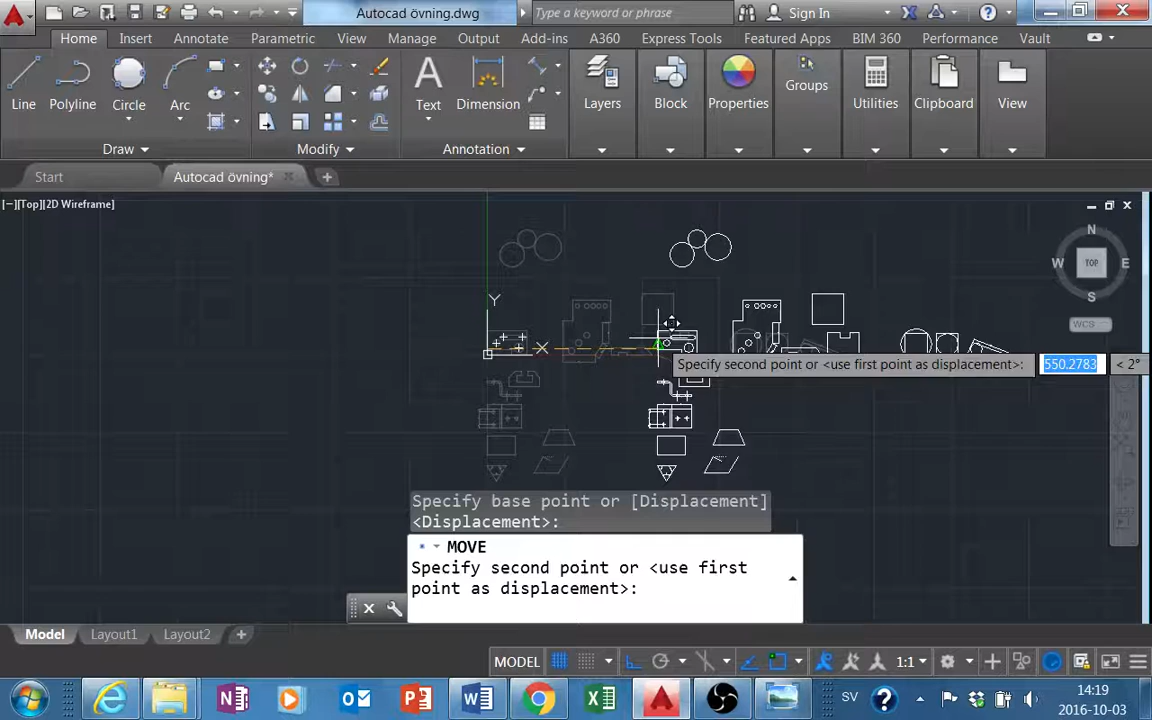 Autocad övning.dwg
Type a keyword or phrase
Sign In
Home Insert Annotate Parametric View Manage Output Add-ins A360 Express Tools Featured Apps BIM 360 Performance Vault
Line
Polyline
Circle
Arc
Text
Dimension
Layers
Block
Properties
Groups
Utilities
Clipboard
View
Draw
Modify
Annotation
Start
Autocad övning*
[−][Top][2D Wireframe]
N
W
TOP
E
S
WCS
Y
X
Specify second point or <use first point as displacement>: 550.2783 < 2°
Specify base point or [Displacement]
<Displacement>:
MOVE
Specify second point or <use first
point as displacement>:
Model Layout1 Layout2
MODEL
1:1
SV
14:19
2016-10-03